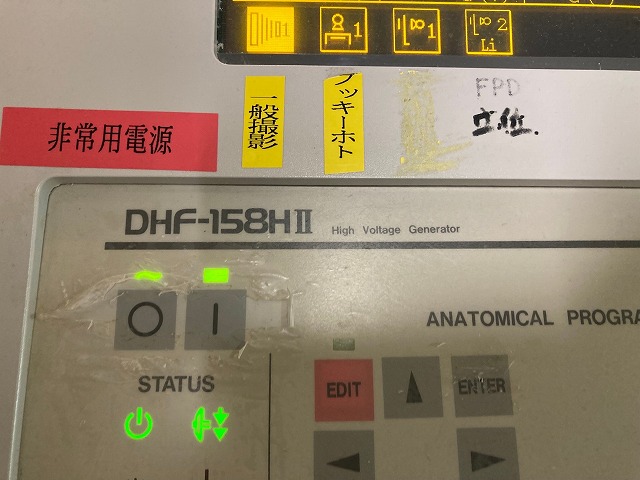 1
1
1
2
Li
非常用電源
一般撮影
ブッキーホト
FPD
立位.
DHF-158HⅡ High Voltage Generator
ANATOMICAL PROGRA
STATUS
EDIT
ENTER